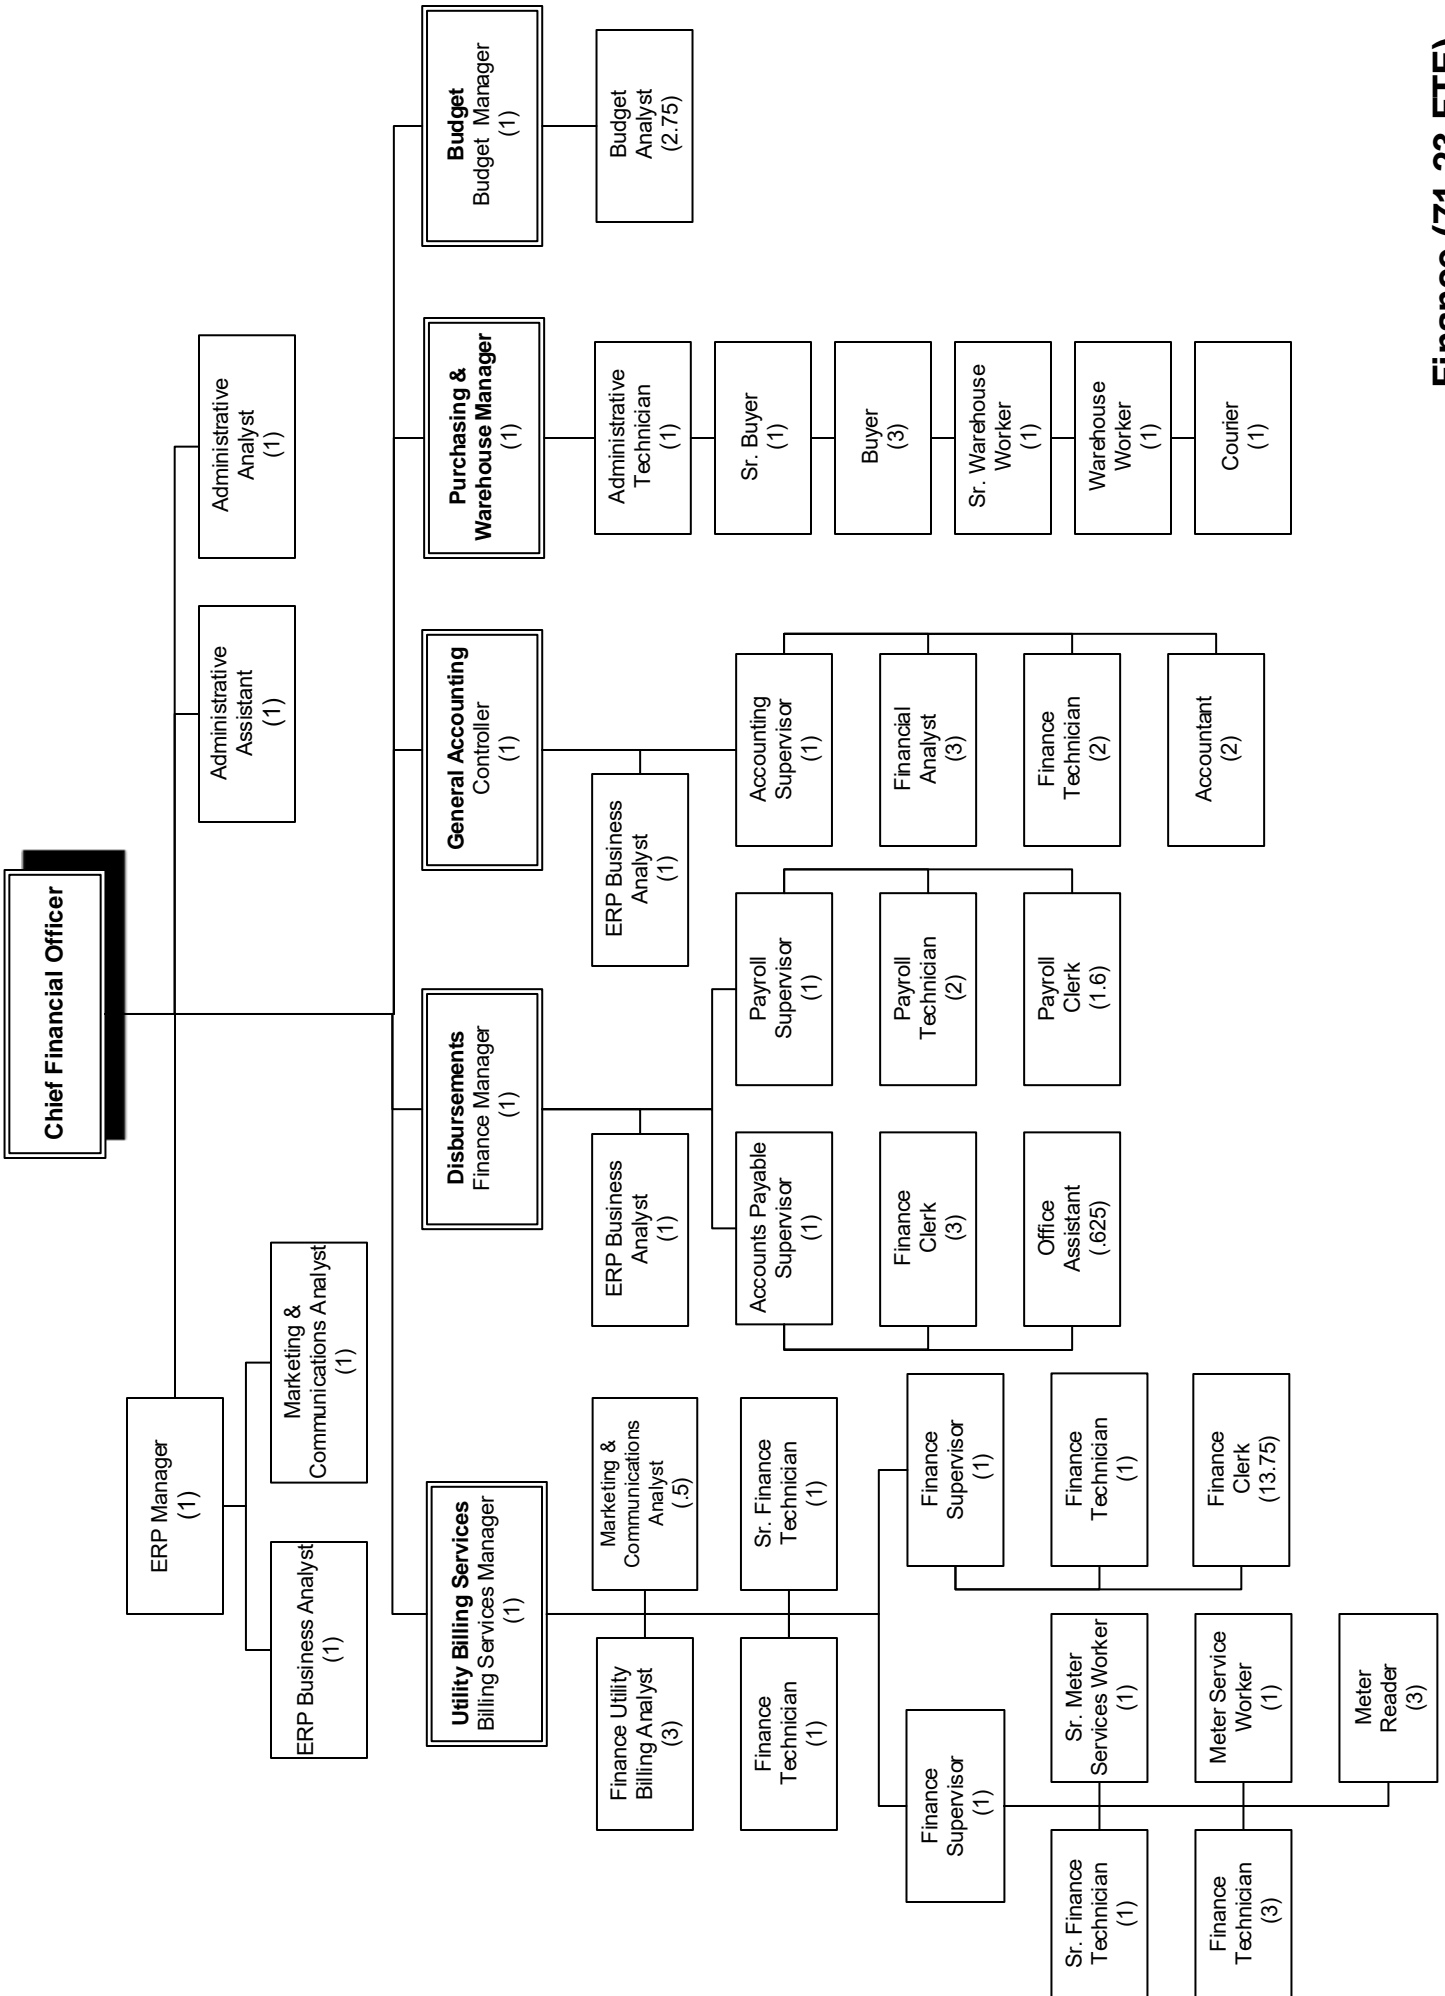 Chief Financial Officer
ERP Manager
(1)
ERP Business Analyst
(1)
Marketing &
Communications Analyst
(1)
Administrative
Assistant
(1)
Administrative
Analyst
(1)
Utility Billing Services
Billing Services Manager
(1)
Finance Utility
Billing Analyst
(3)
Marketing &
Communications
Analyst
(.5)
Finance
Technician
(1)
Sr. Finance
Technician
(1)
Finance
Supervisor
(1)
Sr. Finance
Technician
(1)
Sr. Meter
Services Worker
(1)
Finance
Technician
(3)
Meter Service
Worker
(1)
Meter
Reader
(3)
Finance
Supervisor
(1)
Finance
Technician
(1)
Finance
Clerk
(13.75)
Disbursements
Finance Manager
(1)
ERP Business
Analyst
(1)
Accounts Payable
Supervisor
(1)
Finance
Clerk
(3)
Office
Assistant
(.625)
Payroll
Supervisor
(1)
Payroll
Technician
(2)
Payroll
Clerk
(1.6)
General Accounting
Controller
(1)
ERP Business
Analyst
(1)
Accounting
Supervisor
(1)
Financial
Analyst
(3)
Finance
Technician
(2)
Accountant
(2)
Purchasing &
Warehouse Manager
(1)
Administrative
Technician
(1)
Sr. Buyer
(1)
Buyer
(3)
Sr. Warehouse
Worker
(1)
Warehouse
Worker
(1)
Courier
(1)
Budget
Budget Manager
(1)
Budget
Analyst
(2.75)
Finance (71.23 FTE)